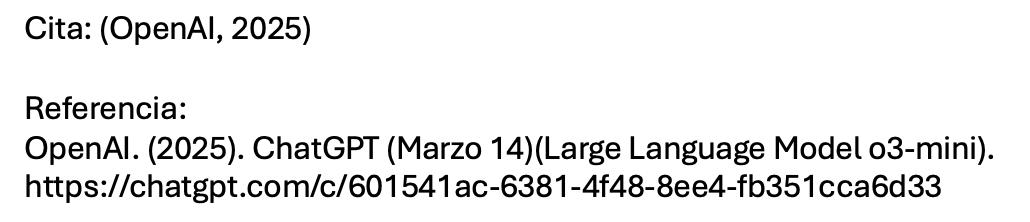 Cita: (OpenAI, 2025)
Referencia:
OpenAI. (2025). ChatGPT (Marzo 14)(Large Language Model o3-mini).
https://chatgpt.com/c/601541ac-6381-4f48-8ee4-fb351cca6d33